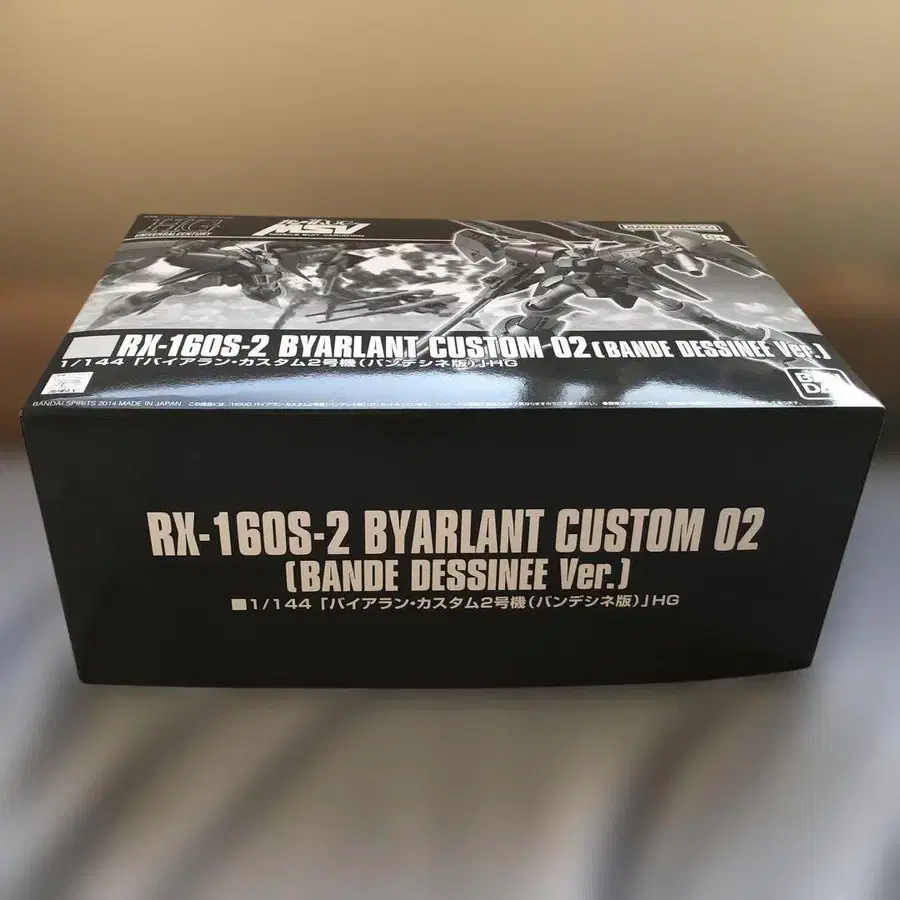 HG
UNIVERSAL CENTURY
MSV
MOBILE SUIT VARIATION
RX-160S-2 BYARLANT CUSTOM 02 (BANDE DESSINEE Ver.)
1/144「バイアラン・カスタム2号機(バンデシネ版)」HG
BANDAI SPIRITS 2014 MADE IN JAPAN
RX-160S-2 BYARLANT CUSTOM 02
(BANDE DESSINEE Ver.)
■1/144「バイアラン・カスタム2号機(バンデシネ版)」HG